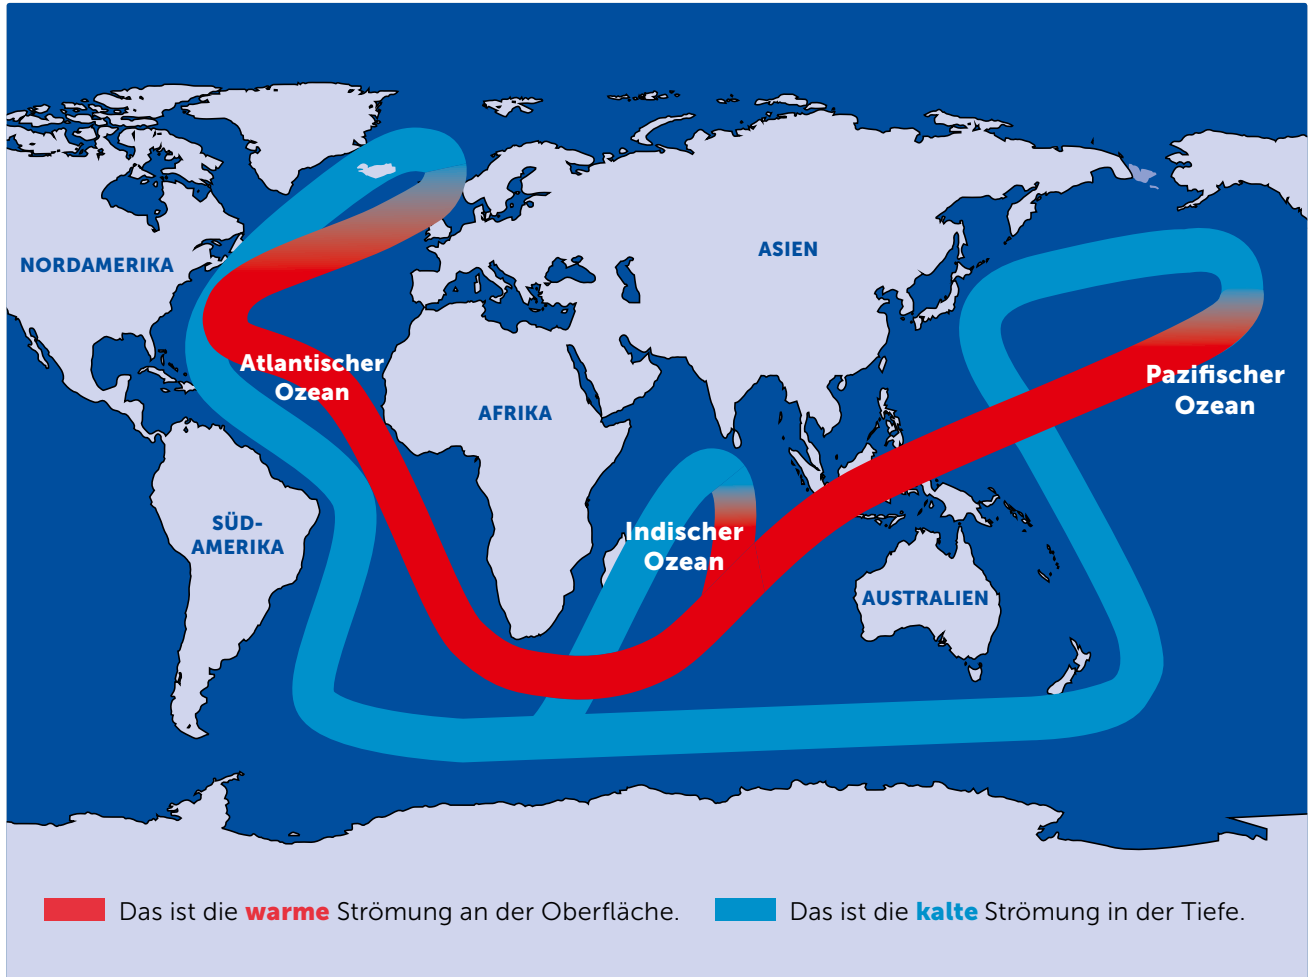 NORDAMERIKA
ASIEN
Atlantischer
Ozean
Pazifischer
Ozean
AFRIKA
SÜD-
AMERIKA
Indischer
Ozean
AUSTRALIEN
Das ist die warme Strömung an der Oberfläche.
Das ist die kalte Strömung in der Tiefe.